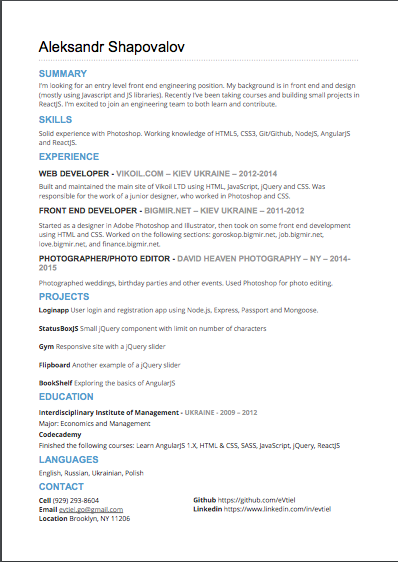 Aleksandr Shapovalov
SUMMARY
I'm looking for an entry level front end engineering position. My background is in front end and design
(mostly using Javascript and JS libraries). Recently I've been taking courses and building small projects in
ReactJS. I'm excited to join an engineering team to both learn and contribute.
SKILLS
Solid experience with Photoshop. Working knowledge of HTML5, CSS3, Git/Github, NodeJS, AngularJS
and ReactJS.
EXPERIENCE
WEB DEVELOPER - VIKOIL.COM – KIEV UKRAINE – 2012-2014
Built and maintained the main site of Vikoil LTD using HTML, JavaScript, jQuery and CSS. Was
responsible for the work of a junior designer, who worked in Photoshop and CSS.
FRONT END DEVELOPER - BIGMIR.NET – KIEV UKRAINE – 2011-2012
Started as a designer in Adobe Photoshop and Illustrator, then took on some front end development
using HTML and CSS. Worked on the following sections: goroskop.bigmir.net, job.bigmir.net,
love.bigmir.net, and finance.bigmir.net.
PHOTOGRAPHER/PHOTO EDITOR - DAVID HEAVEN PHOTOGRAPHY – NY – 2014-
2015
Photographed weddings, birthday parties and other events. Used Photoshop for photo editing.
PROJECTS
Loginapp User login and registration app using Node.js, Express, Passport and Mongoose.
StatusBoxJS Small jQuery component with limit on number of characters
Gym Responsive site with a jQuery slider
Flipboard Another example of a jQuery slider
BookShelf Exploring the basics of AngularJS
EDUCATION
Interdisciplinary Institute of Management - UKRAINE - 2009 – 2012
Major: Economics and Management
Codecademy
Finished the following courses: Learn AngularJS 1.X, HTML & CSS, SASS, JavaScript, jQuery, ReactJS
LANGUAGES
English, Russian, Ukrainian, Polish
CONTACT
Cell (929) 293-8604
Email evtiel.go@gmail.com
Location Brooklyn, NY 11206
Github https://github.com/eVtiel
Linkedin https://www.linkedin.com/in/evtiel